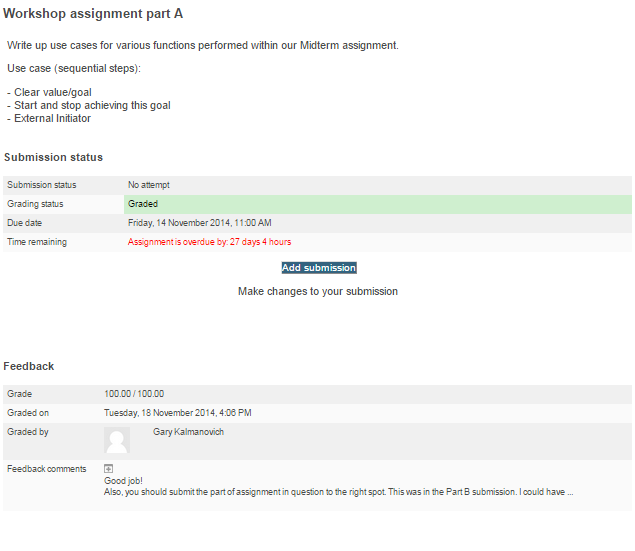 Workshop assignment part A
Write up use cases for various functions performed within our Midterm assignment.
Use case (sequential steps):
- Clear value/goal
- Start and stop achieving this goal
- External Initiator
Submission status
Submission status No attempt
Grading status Graded
Due date Friday, 14 November 2014, 11:00 AM
Time remaining Assignment is overdue by: 27 days 4 hours
Add submission
Make changes to your submission
Feedback
Grade 100.00 / 100.00
Graded on Tuesday, 18 November 2014, 4:06 PM
Graded by Gary Kalmanovich
Feedback comments
Good job!
Also, you should submit the part of assignment in question to the right spot. This was in the Part B submission. I could have ...